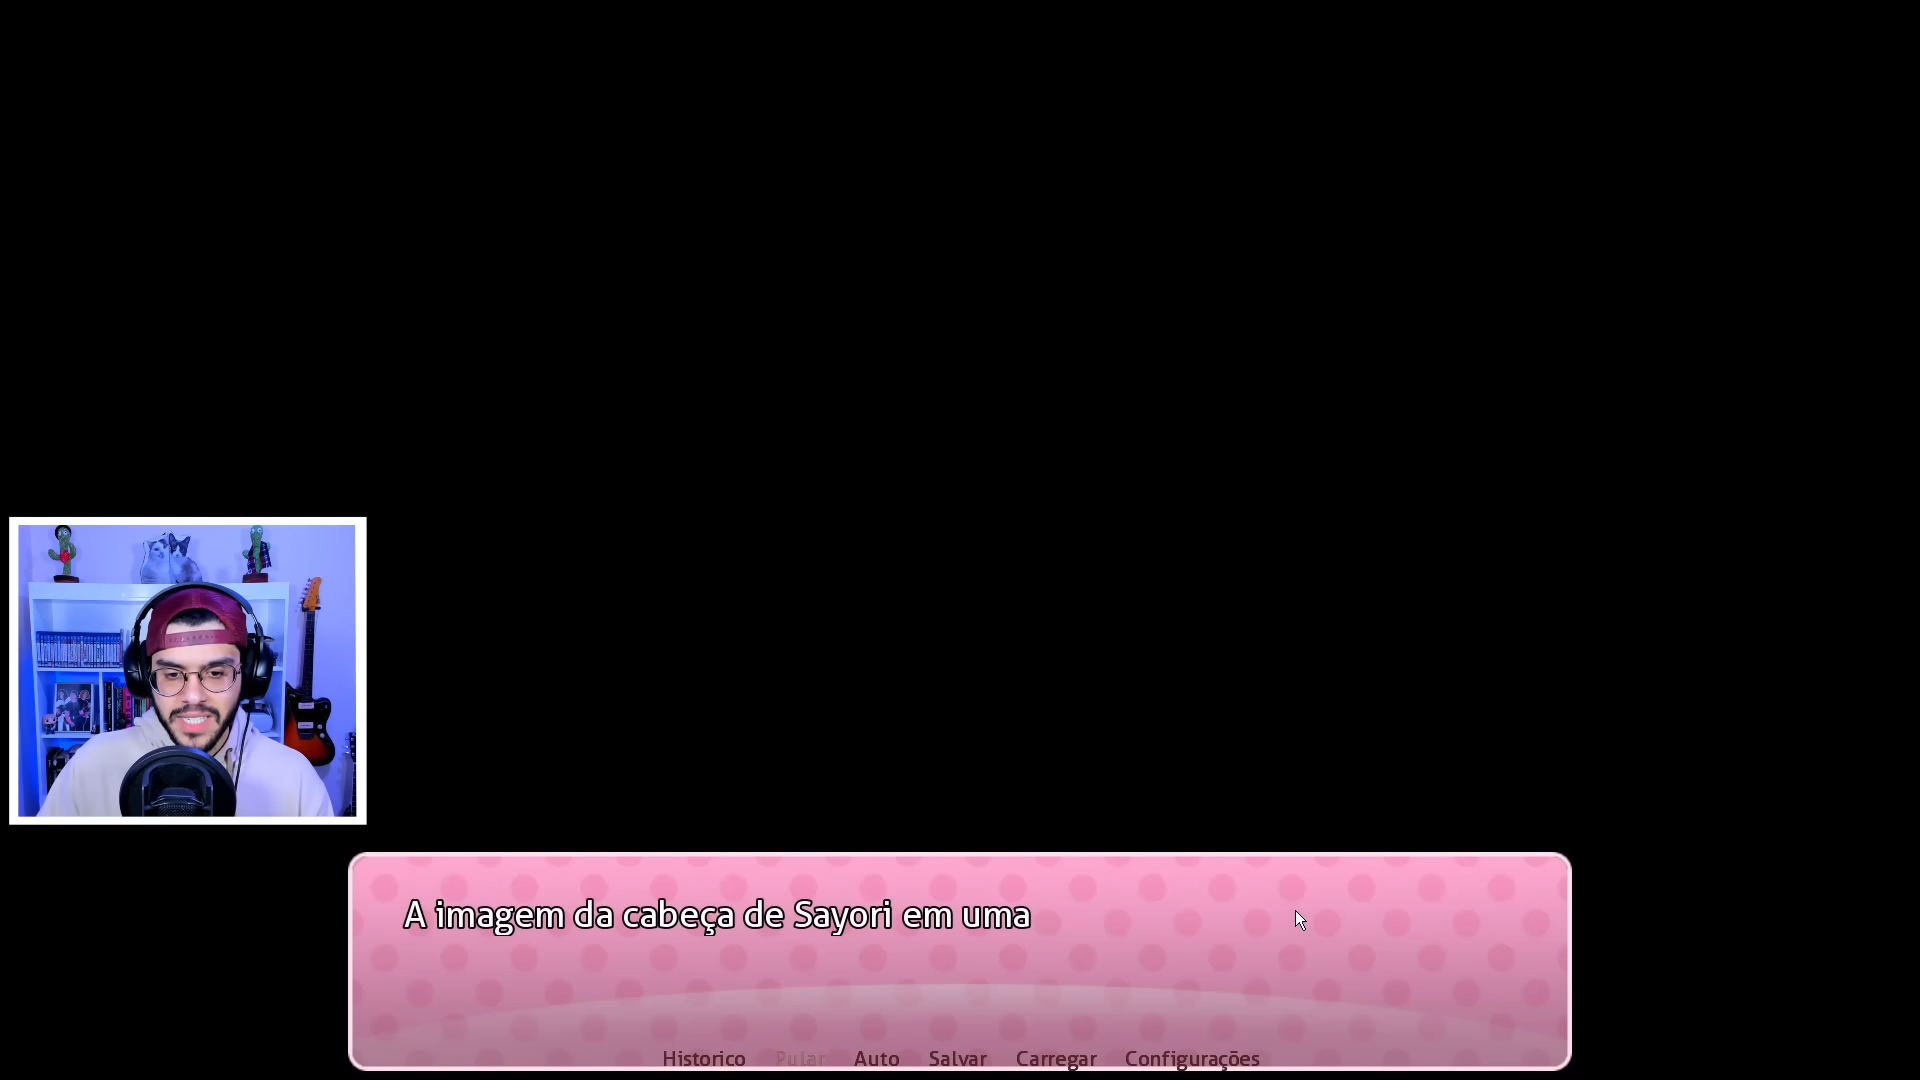 A imagem da cabeça de Sayori em uma
Historico Pular Auto Salvar Carregar Configurações